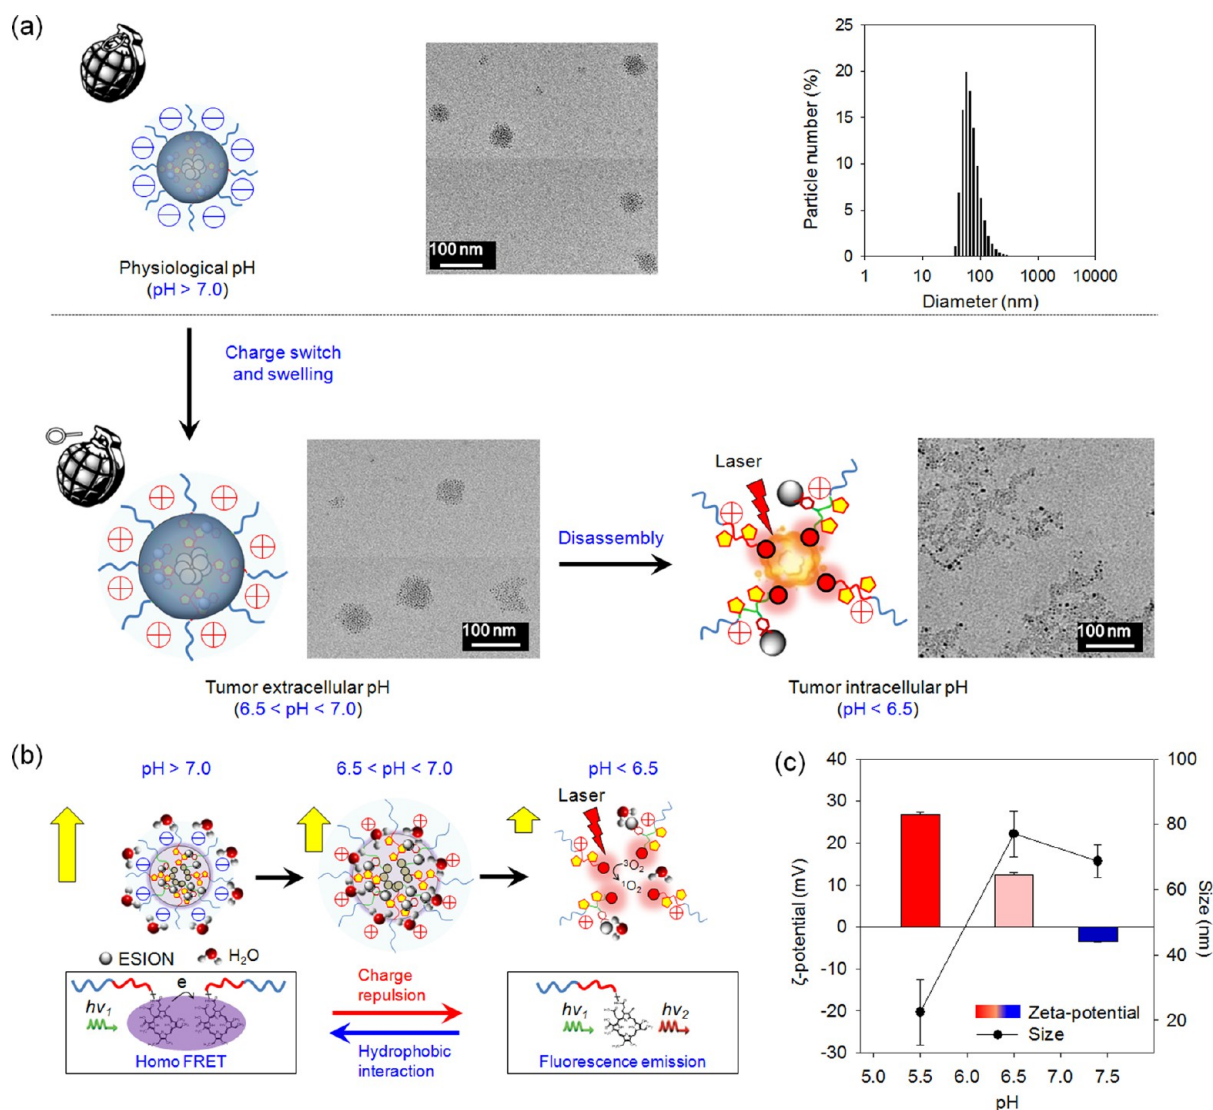 (a)
100 nm
25
20
15
10
5
0
Particle number (%)
1
10
100
1000
10000
Diameter (nm)
Physiological pH
(pH > 7.0)
Charge switch
and swelling
100 nm
Disassembly
Laser
100 nm
Tumor extracellular pH
(6.5 < pH < 7.0)
Tumor intracellular pH
(pH < 6.5)
(b)
pH > 7.0
6.5 < pH < 7.0
pH < 6.5
Laser
³O₂
¹O₂
ESION
H₂O
e
hv₁
Homo FRET
Charge
repulsion
Hydrophobic
interaction
hv₁
hv₂
Fluorescence emission
(c)
40
30
20
10
0
-10
-20
-30
ζ-potential (mV)
100
80
60
40
20
Size (nm)
Zeta-potential
Size
5.0
5.5
6.0
6.5
7.0
7.5
pH